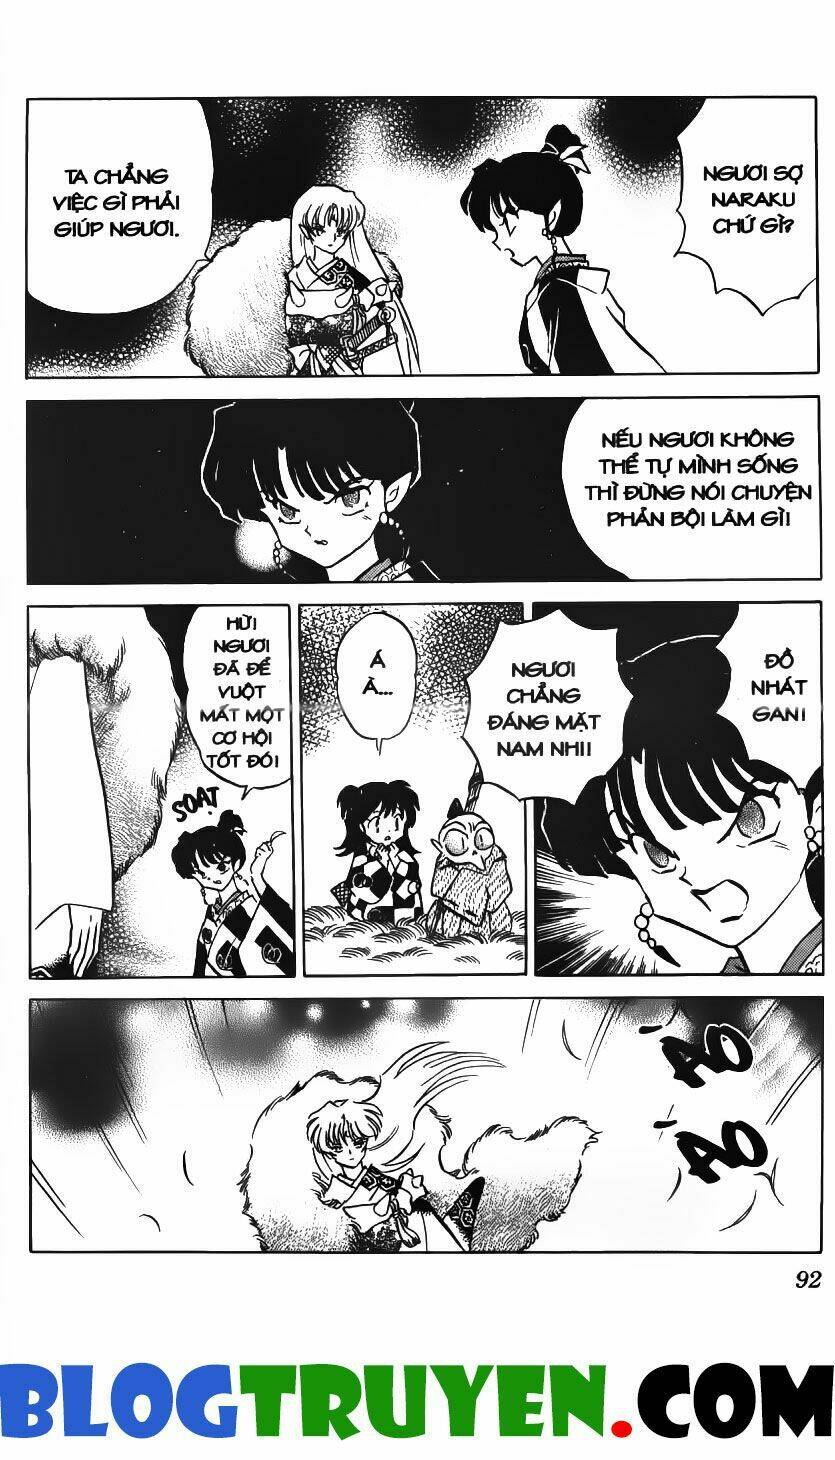 NGƯƠI SỢ
NARAKU
CHỨ GÌ?
TA CHẲNG
VIỆC GÌ PHẢI
GIÚP NGƯƠI.
NẾU NGƯƠI KHÔNG
THỂ TỰ MÌNH SỐNG
THÌ ĐỪNG NÓI CHUYỆN
PHẢN BỘI LÀM GÌ!
ĐỒ
NHÁT
GAN!
NGƯƠI
CHẲNG
ĐÁNG MẶT
NAM NHI!
Á
À...
HỪ!
NGƯƠI
ĐÃ ĐỂ
VUỘT
MẤT MỘT
CƠ HỘI
TỐT ĐÓ!
SOẠT
ÀO
ÀO
92
BLOGTRUYEN.COM